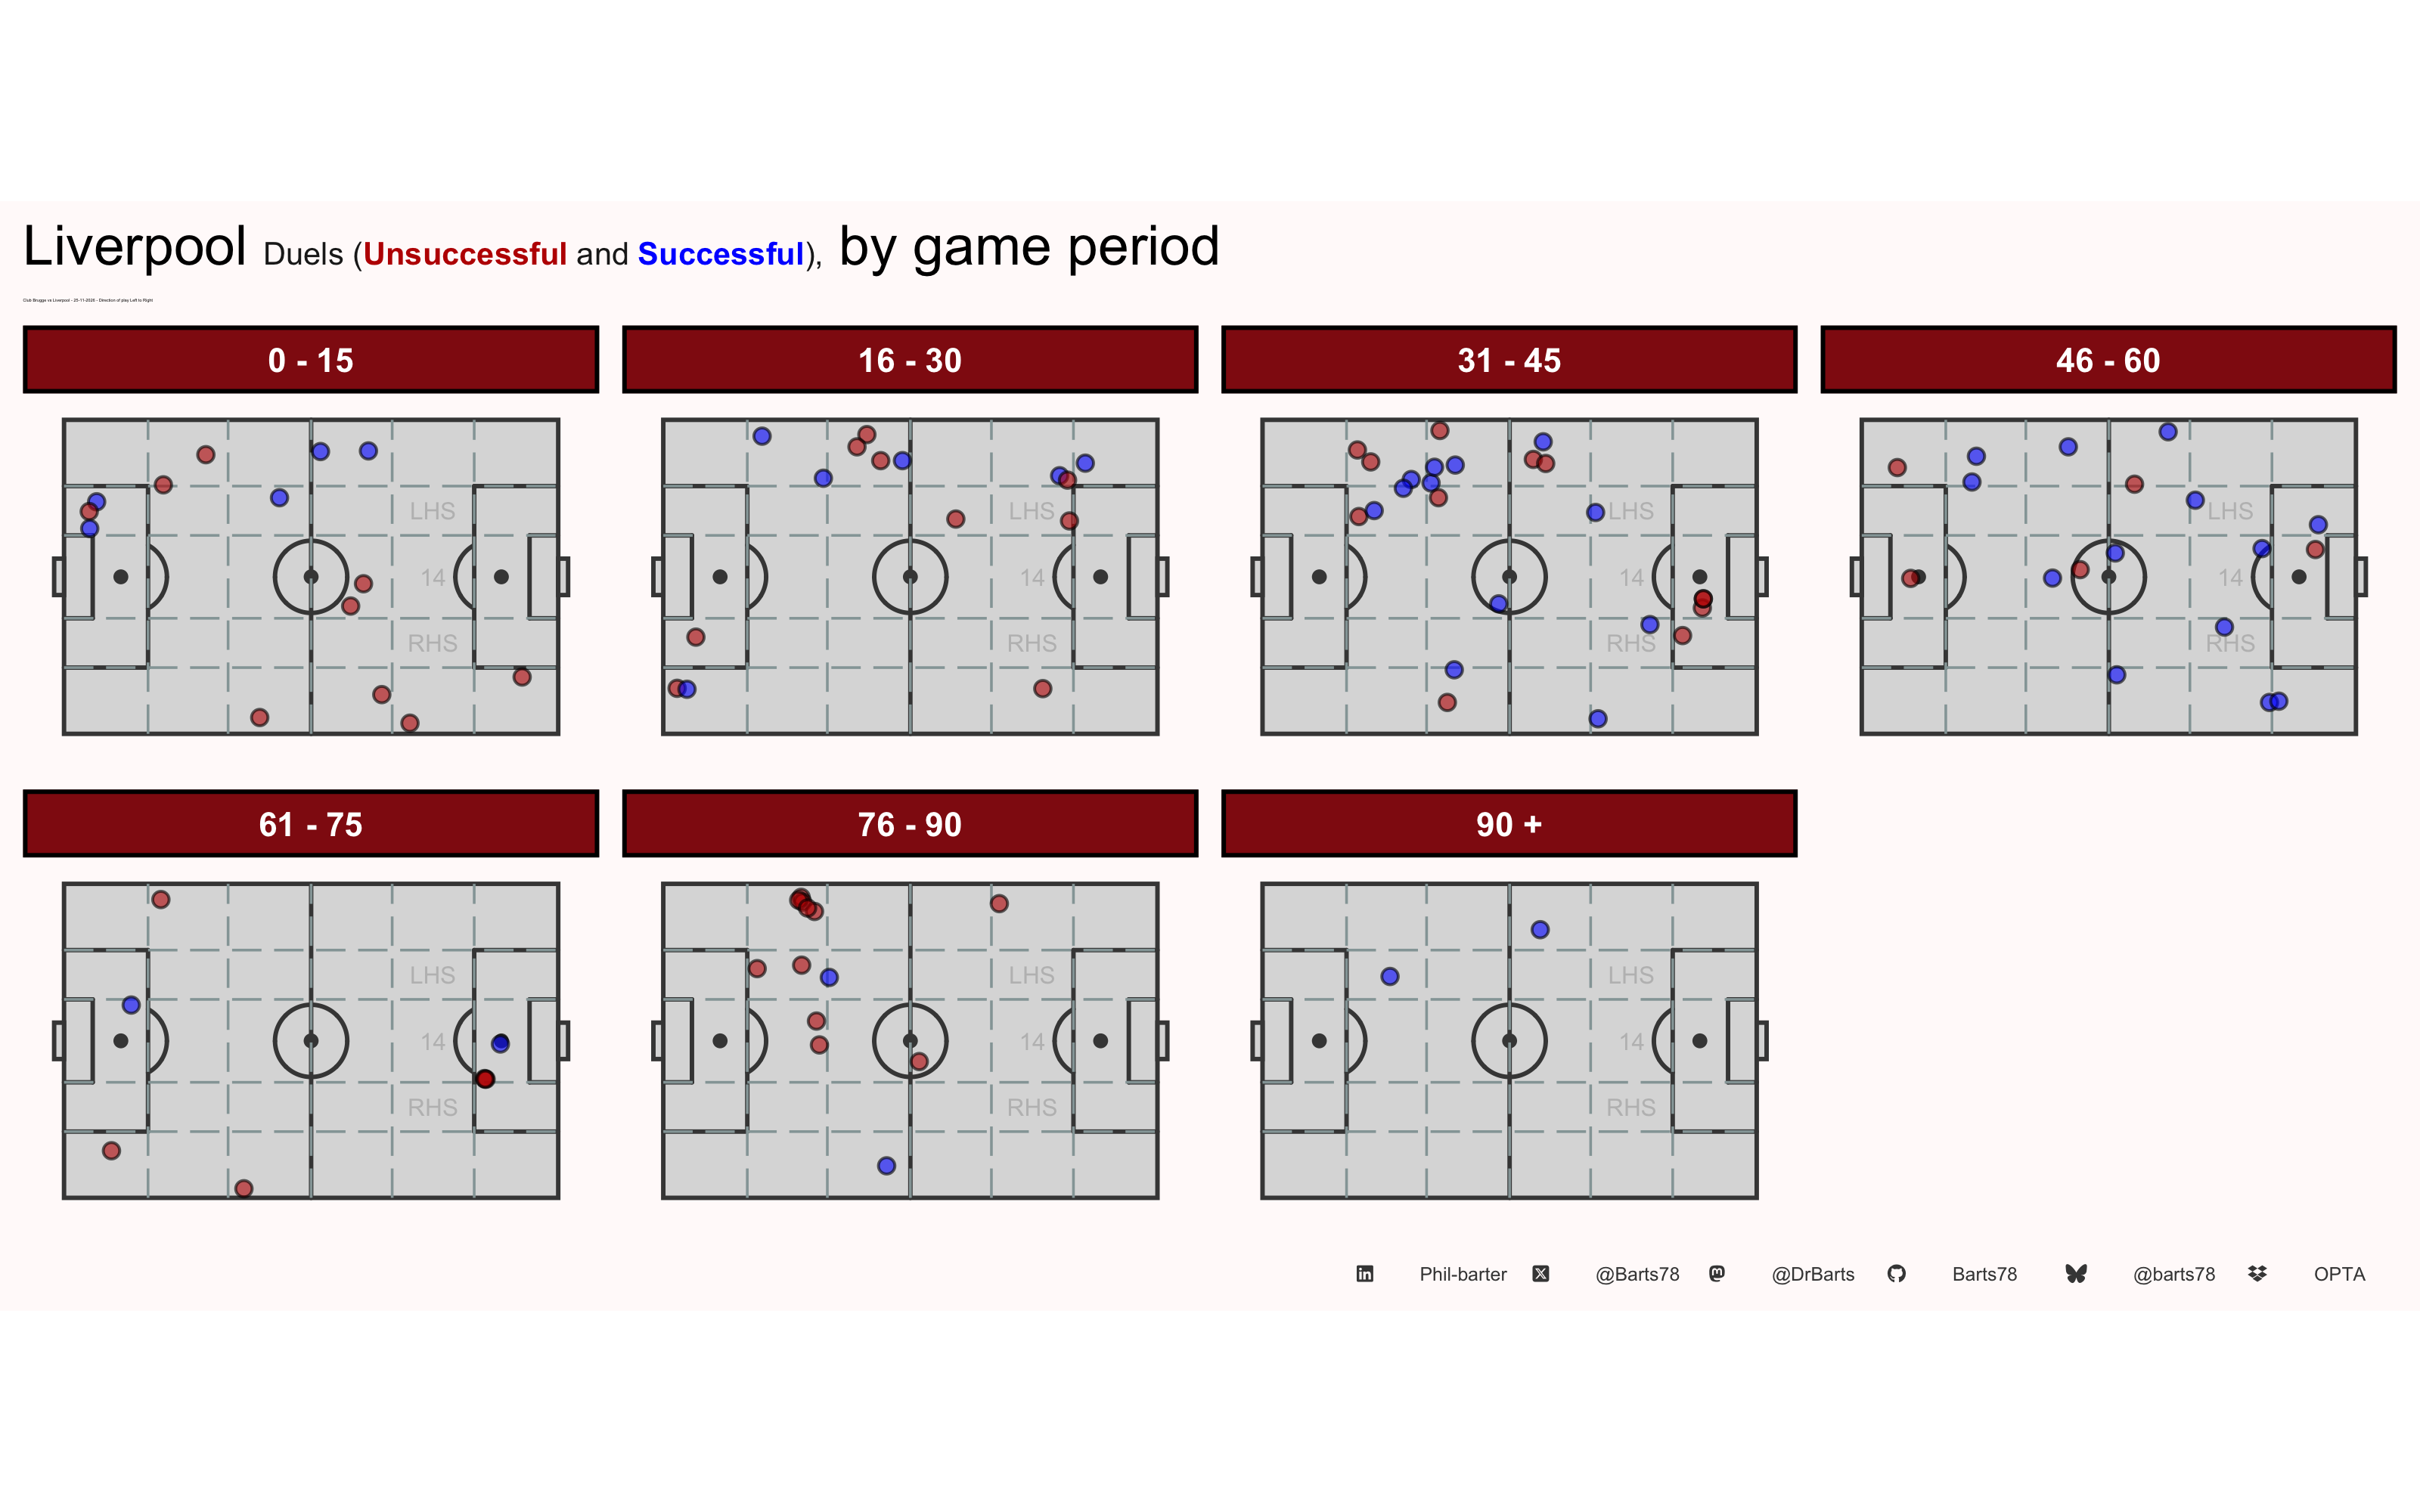 Liverpool Duels (Unsuccessful and Successful), by game period
0 - 15
16 - 30
31 - 45
46 - 60
LHS
14
RHS
LHS
14
RHS
LHS
14
RHS
LHS
14
RHS
61 - 75
76 - 90
90 +
LHS
14
RHS
LHS
14
RHS
LHS
14
RHS
Phil-barter @Barts78 @DrBarts Barts78 @barts78 OPTA